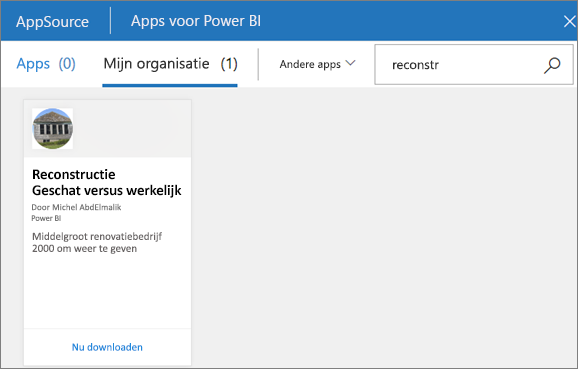 AppSource Apps voor Power BI
Apps (0) Mijn organisatie (1) Andere apps reconstr
Reconstructie
Geschat versus werkelijk
Door Michel AbdElmalik
Power BI
Middelgroot renovatiebedrijf
2000 om weer te geven
Nu downloaden